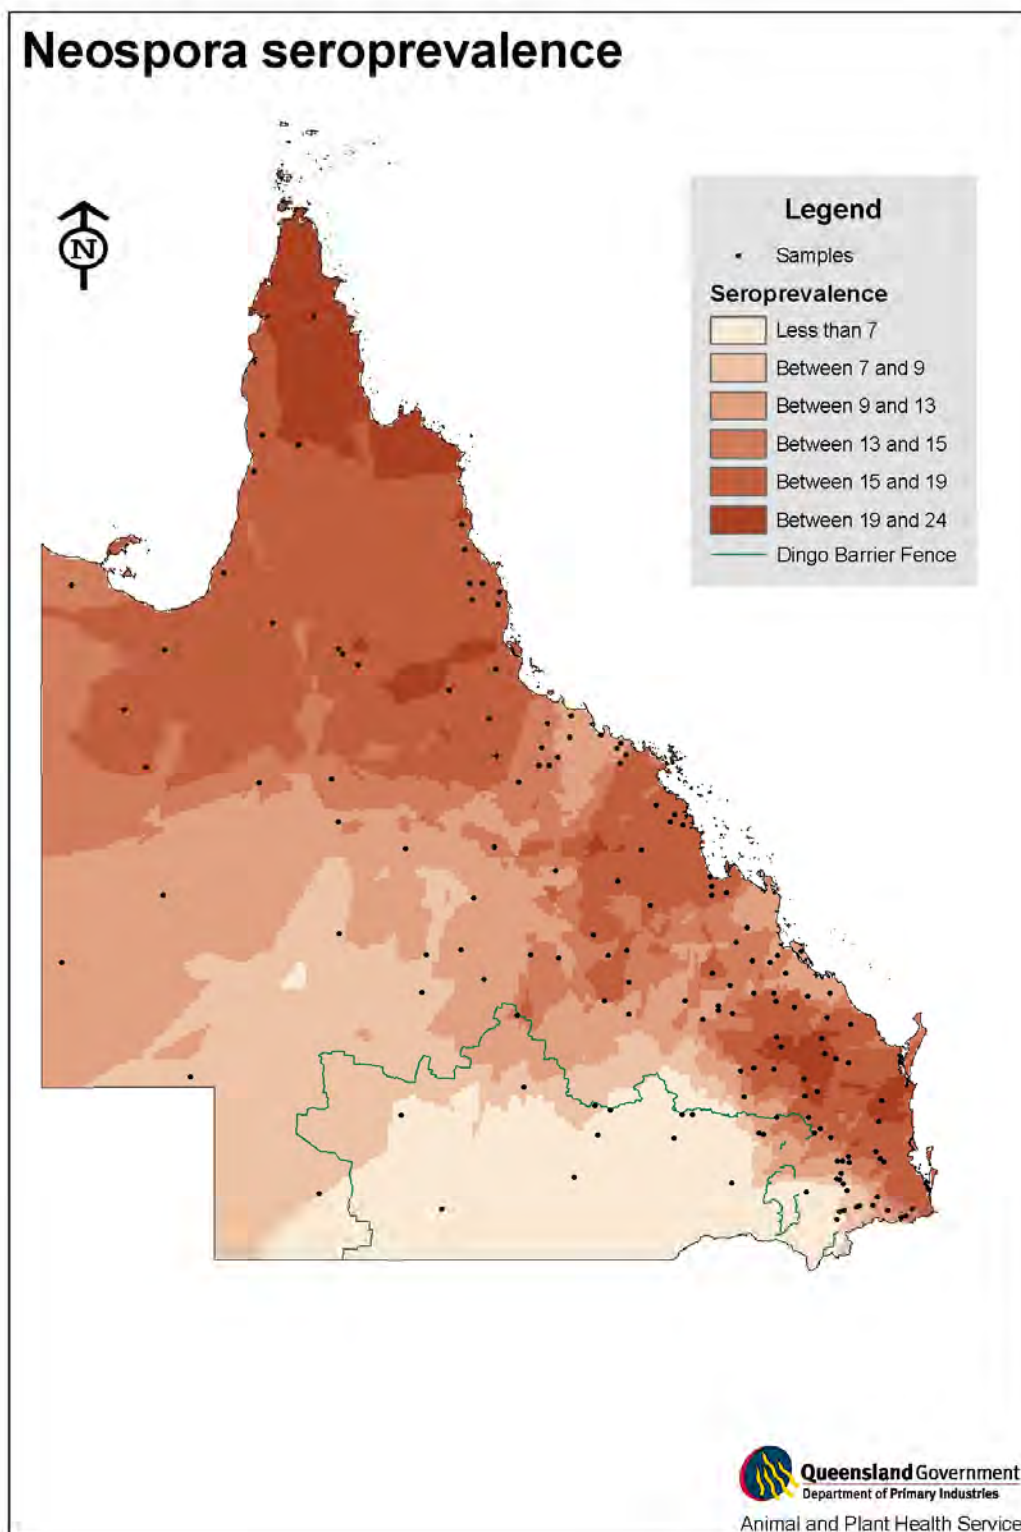 Neospora seroprevalence
N
Legend
Samples
Seroprevalence
Less than 7
Between 7 and 9
Between 9 and 13
Between 13 and 15
Between 15 and 19
Between 19 and 24
Dingo Barrier Fence
Queensland Government
Department of Primary Industries
Animal and Plant Health Service